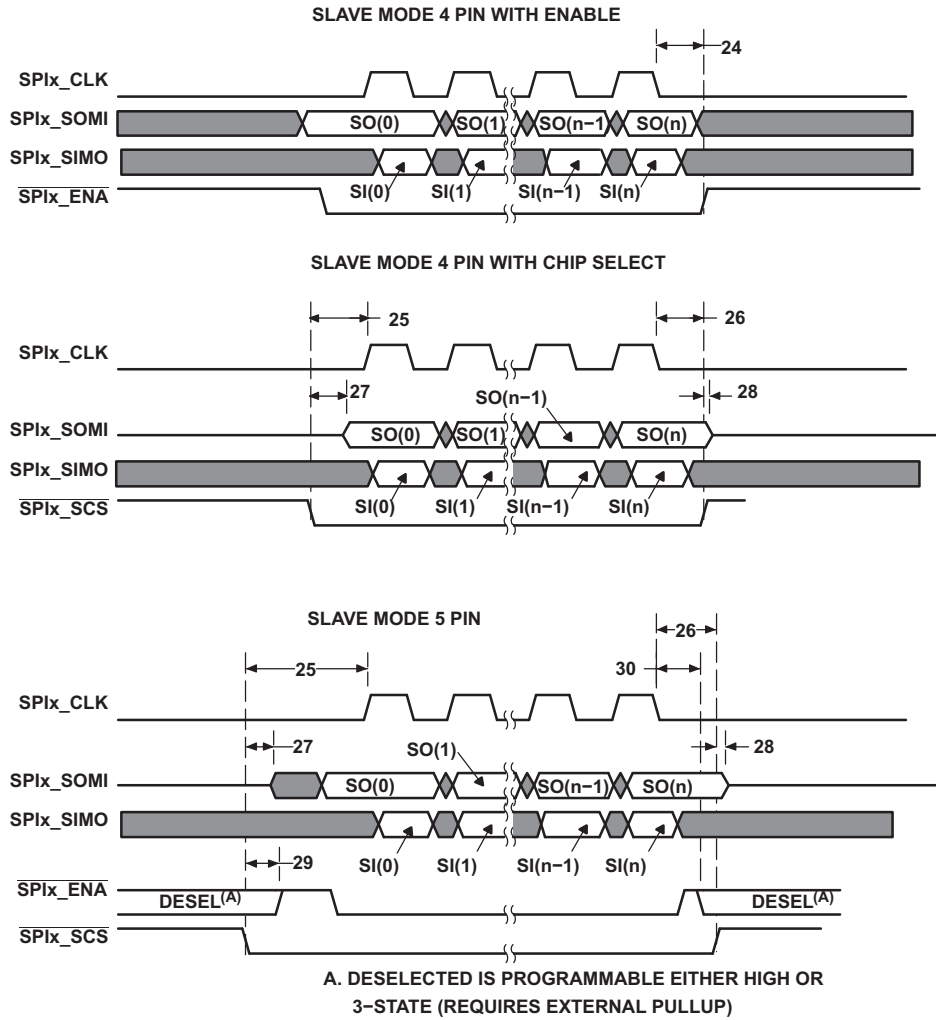 SLAVE MODE 4 PIN WITH ENABLE
24
SPIx_CLK
SPIx_SOMI
SO(0) SO(1) SO(n−1 SO(n)
SPIx_SIMO
SI(0) SI(1) SI(n−1) SI(n)
SPIx_ENA
SLAVE MODE 4 PIN WITH CHIP SELECT
25 26
SPIx_CLK
27 SO(n−1) 28
SPIx_SOMI
SO(0) SO(1) SO(n)
SPIx_SIMO
SI(0) SI(1) SI(n−1) SI(n)
SPIx_SCS
SLAVE MODE 5 PIN
26
25 30
SPIx_CLK
27 SO(1) 28
SPIx_SOMI
SO(0) SO(n−1) SO(n)
SPIx_SIMO
29 SI(0) SI(1) SI(n−1) SI(n)
SPIx_ENA
DESEL(A) DESEL(A)
SPIx_SCS
A. DESELECTED IS PROGRAMMABLE EITHER HIGH OR
3−STATE (REQUIRES EXTERNAL PULLUP)